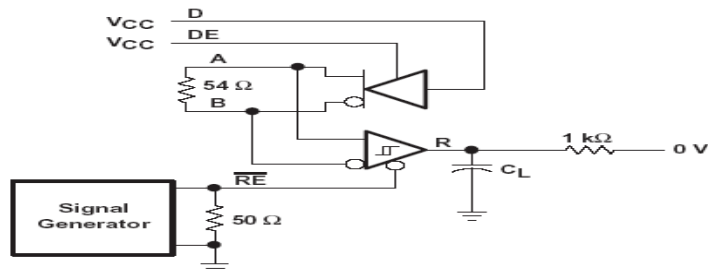 VCC D
VCC DE
A
54 Ω
B
R
1 kΩ
0 V
CL
RE
Signal
Generator
50 Ω